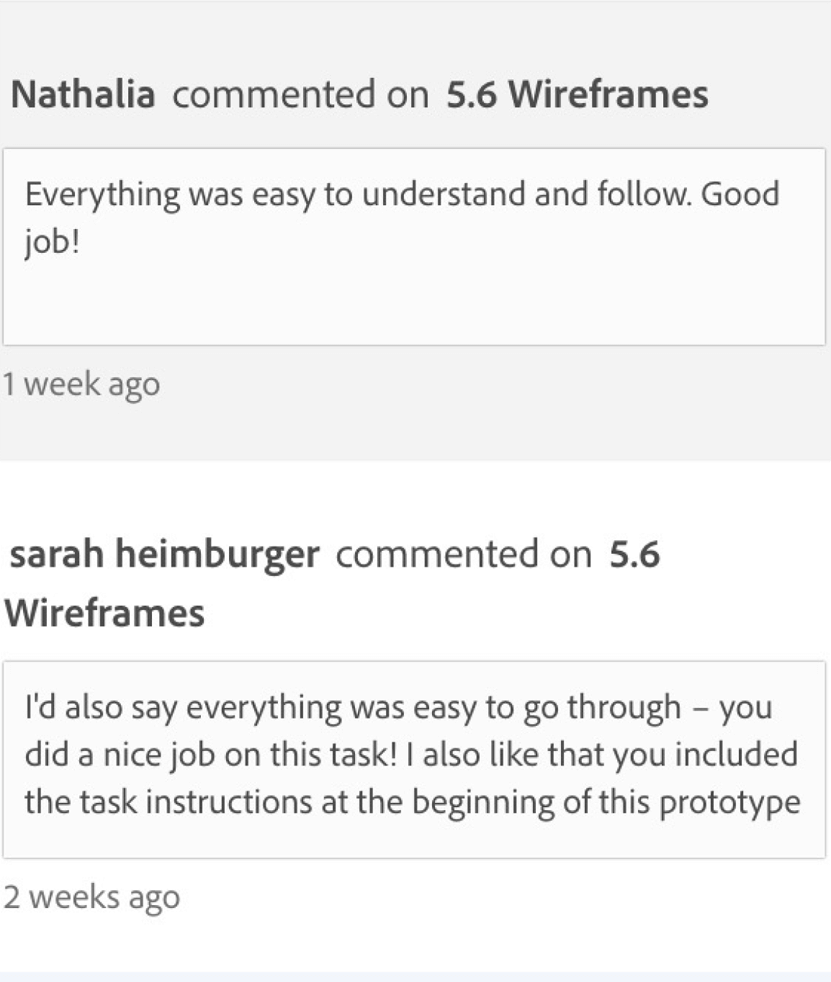 Nathalia commented on 5.6 Wireframes
Everything was easy to understand and follow. Good
job!
1 week ago
sarah heimburger commented on 5.6
Wireframes
I'd also say everything was easy to go through – you
did a nice job on this task! I also like that you included
the task instructions at the beginning of this prototype
2 weeks ago